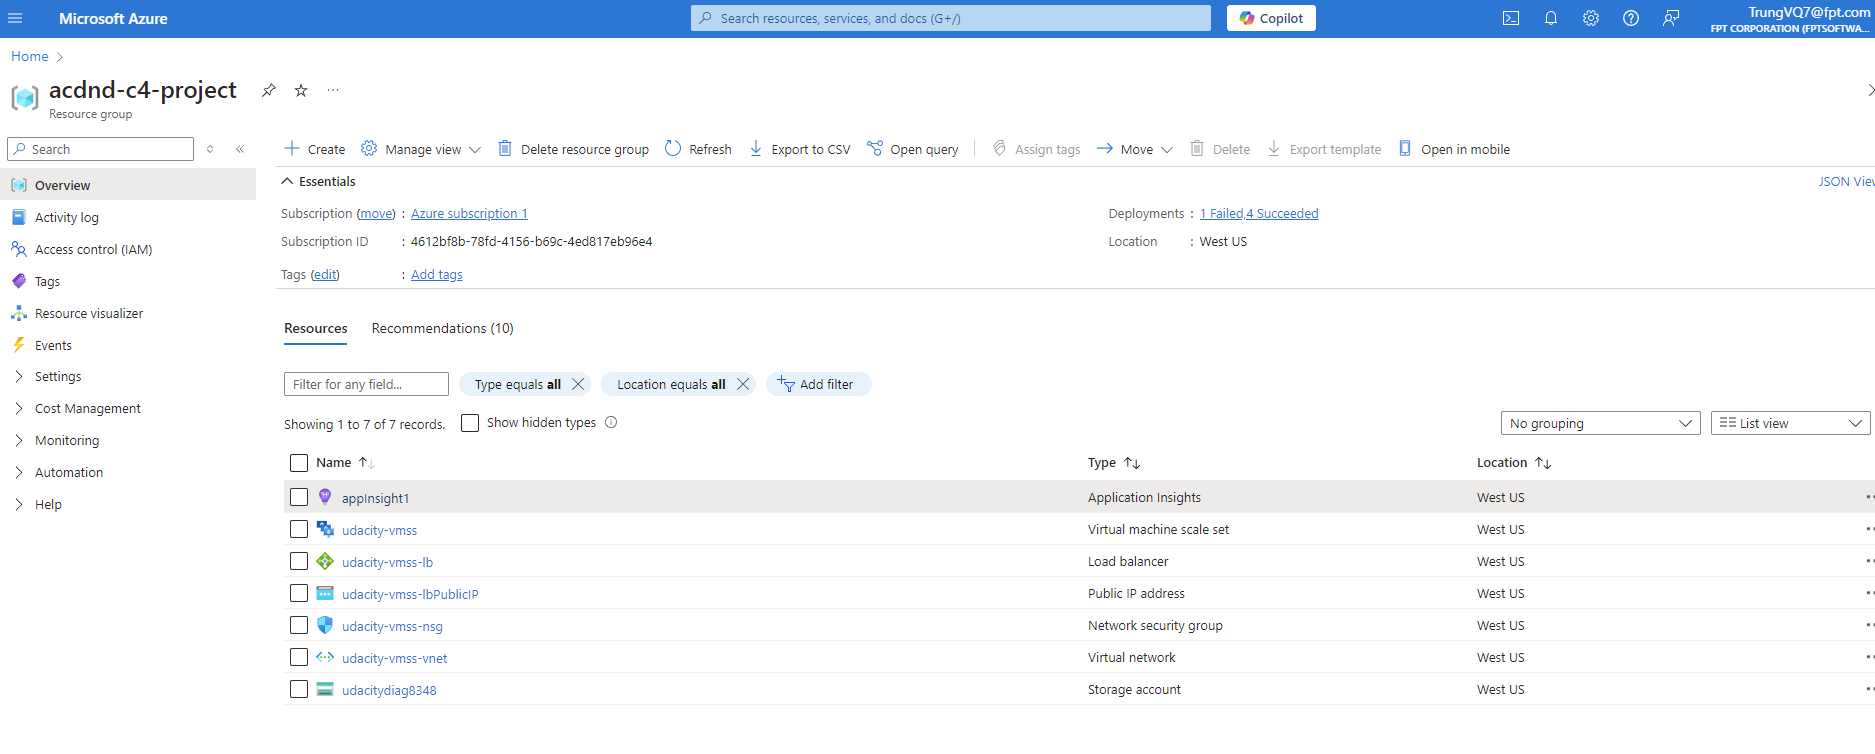 Microsoft Azure
Search resources, services, and docs (G+/)
Copilot
TrungVQ7@fpt.com
FPT CORPORATION (FPTSOFTWA...
Home
acdnd-c4-project
Resource group
Search
Overview
Activity log
Access control (IAM)
Tags
Resource visualizer
Events
Settings
Cost Management
Monitoring
Automation
Help
Create
Manage view
Delete resource group
Refresh
Export to CSV
Open query
Assign tags
Move
Delete
Export template
Open in mobile
Essentials
JSON View
Subscription (move) : Azure subscription 1
Subscription ID : 4612bf8b-78fd-4156-b69c-4ed817eb96e4
Tags (edit) : Add tags
Deployments : 1 Failed,4 Succeeded
Location : West US
Resources
Recommendations (10)
Filter for any field...
Type equals all
Location equals all
Add filter
Showing 1 to 7 of 7 records.
Show hidden types
No grouping
List view
Name Type Location
appInsight1 Application Insights West US
udacity-vmss Virtual machine scale set West US
udacity-vmss-lb Load balancer West US
udacity-vmss-lbPublicIP Public IP address West US
udacity-vmss-nsg Network security group West US
udacity-vmss-vnet Virtual network West US
udacitydiag8348 Storage account West US